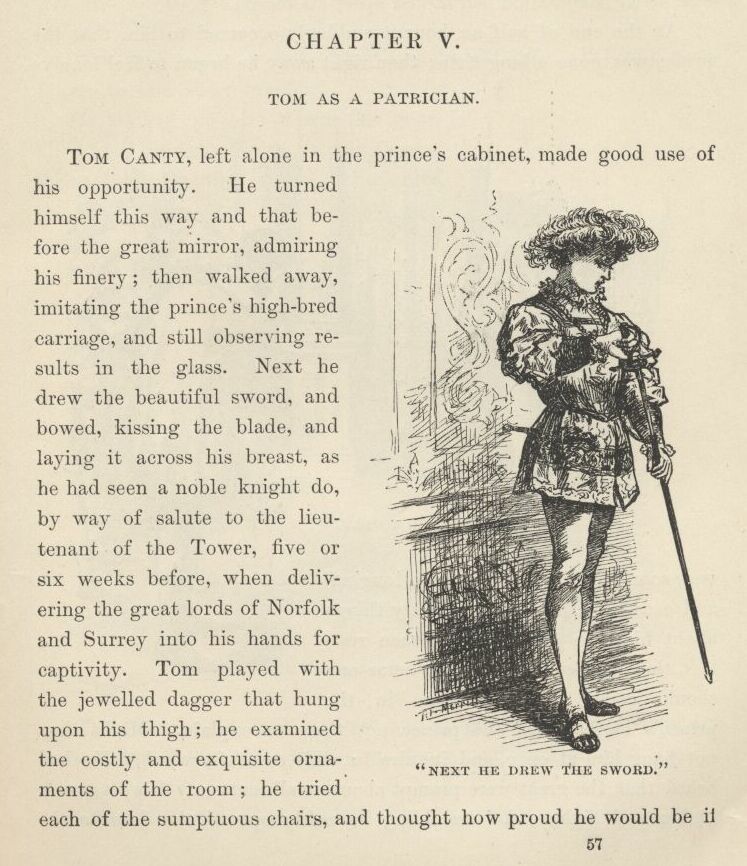 CHAPTER V.
TOM AS A PATRICIAN.
TOM CANTY, left alone in the prince's cabinet, made good use of
his opportunity. He turned
himself this way and that be-
fore the great mirror, admiring
his finery; then walked away,
imitating the prince's high-bred
carriage, and still observing re-
sults in the glass. Next he
drew the beautiful sword, and
bowed, kissing the blade, and
laying it across his breast, as
he had seen a noble knight do,
by way of salute to the lieu-
tenant of the Tower, five or
six weeks before, when deliv-
ering the great lords of Norfolk
and Surrey into his hands for
captivity. Tom played with
the jewelled dagger that hung
upon his thigh; he examined
the costly and exquisite orna-
ments of the room; he tried
each of the sumptuous chairs, and thought how proud he would be if
"NEXT HE DREW THE SWORD."
57